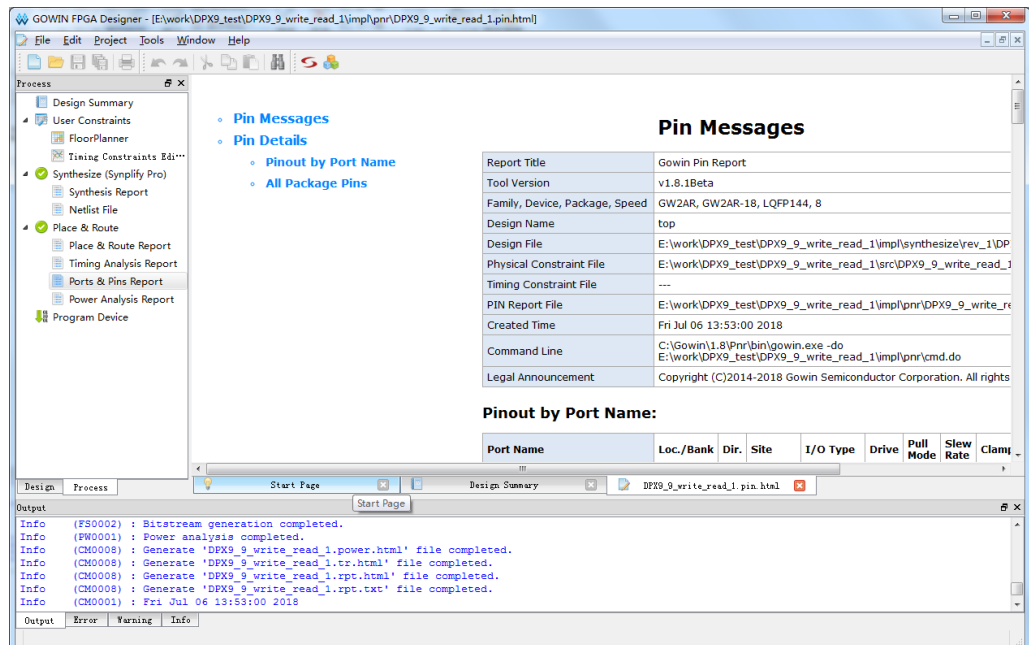 GOWIN FPGA Designer - [E:\work\DPX9_test\DPX9_9_write_read_1\impl\pnr\DPX9_9_write_read_1.pin.html]
File Edit Project Tools Window Help
Process
Design Summary
User Constraints
FloorPlanner
Timing Constraints Edi...
Synthesize (Synplify Pro)
Synthesis Report
Netlist File
Place & Route
Place & Route Report
Timing Analysis Report
Ports & Pins Report
Power Analysis Report
Program Device
Design Process
Pin Messages
Pin Details
Pinout by Port Name
All Package Pins
Pin Messages
Report Title Gowin Pin Report
Tool Version v1.8.1Beta
Family, Device, Package, Speed GW2AR, GW2AR-18, LQFP144, 8
Design Name top
Design File E:\work\DPX9_test\DPX9_9_write_read_1\impl\synthesize\rev_1\DP
Physical Constraint File E:\work\DPX9_test\DPX9_9_write_read_1\src\DPX9_9_write_read_1
Timing Constraint File ---
PIN Report File E:\work\DPX9_test\DPX9_9_write_read_1\impl\pnr\DPX9_9_write_re
Created Time Fri Jul 06 13:53:00 2018
Command Line C:\Gowin\1.8\Pnr\bin\gowin.exe -do
E:\work\DPX9_test\DPX9_9_write_read_1\impl\pnr\cmd.do
Legal Announcement Copyright (C)2014-2018 Gowin Semiconductor Corporation. All rights
Pinout by Port Name:
Port Name Loc./Bank Dir. Site I/O Type Drive Pull Mode Slew Rate Clamp
Start Page Design Summary DPX9_9_write_read_1.pin.html
Start Page
Output
Info (FS0002) : Bitstream generation completed.
Info (PW0001) : Power analysis completed.
Info (CM0008) : Generate 'DPX9_9_write_read_1.power.html' file completed.
Info (CM0008) : Generate 'DPX9_9_write_read_1.tr.html' file completed.
Info (CM0008) : Generate 'DPX9_9_write_read_1.rpt.html' file completed.
Info (CM0008) : Generate 'DPX9_9_write_read_1.rpt.txt' file completed.
Info (CM0001) : Fri Jul 06 13:53:00 2018
Output Error Warning Info